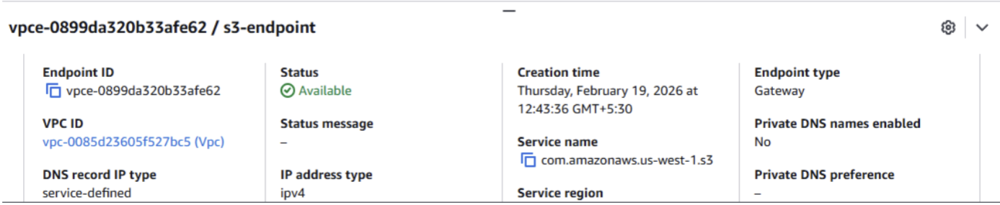 vpce-0899da320b33afe62 / s3-endpoint
Endpoint ID
vpce-0899da320b33afe62
VPC ID
vpc-0085d23605f527bc5 (Vpc)
DNS record IP type
service-defined
Status
Available
Status message
–
IP address type
ipv4
Creation time
Thursday, February 19, 2026 at
12:43:36 GMT+5:30
Service name
com.amazonaws.us-west-1.s3
Service region
Endpoint type
Gateway
Private DNS names enabled
No
Private DNS preference
–